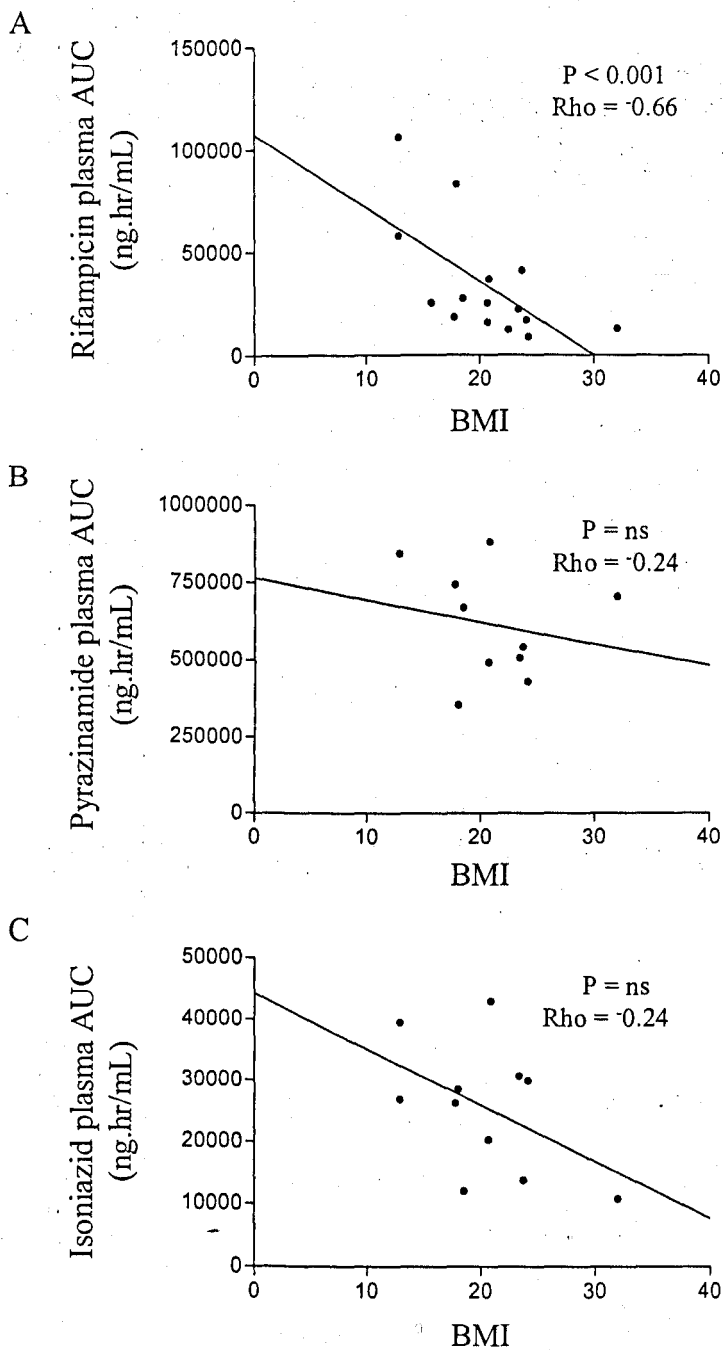 A
Rifampicin plasma AUC
(ng.hr/mL)
150000
100000
50000
0
P < 0.001
Rho = -0.66
0 10 20 30 40
BMI
B
Pyrazinamide plasma AUC
(ng.hr/mL)
1000000
750000
500000
250000
0
P = ns
Rho = -0.24
0 10 20 30 40
BMI
C
Isoniazid plasma AUC
(ng.hr/mL)
50000
40000
30000
20000
10000
0
P = ns
Rho = -0.24
0 10 20 30 40
BMI